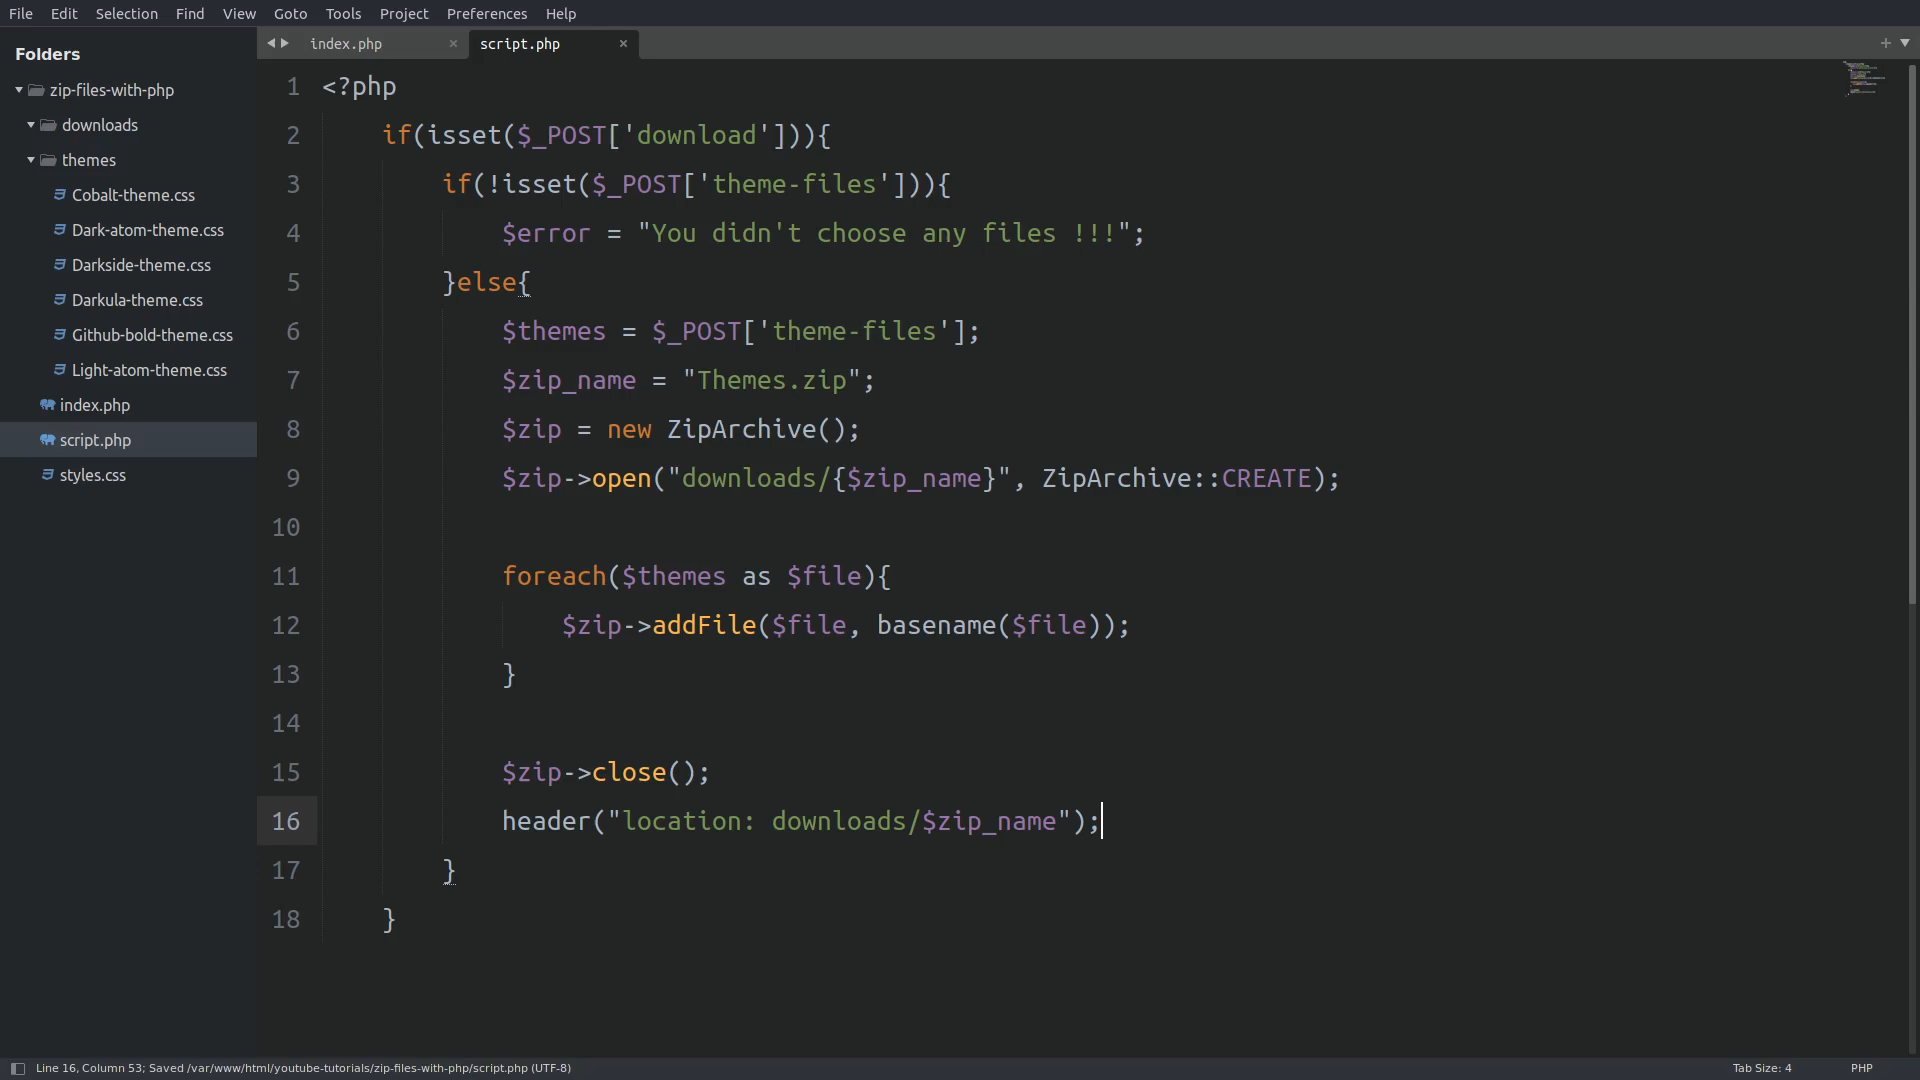 File Edit Selection Find View Goto Tools Project Preferences Help
Folders
zip-files-with-php
downloads
themes
Cobalt-theme.css
Dark-atom-theme.css
Darkside-theme.css
Darkula-theme.css
Github-bold-theme.css
Light-atom-theme.css
index.php
script.php
styles.css
index.php × script.php × +
1 <?php
2 if(isset($_POST['download'])){
3 if(!isset($_POST['theme-files'])){
4 $error = "You didn't choose any files !!!";
5 }else{
6 $themes = $_POST['theme-files'];
7 $zip_name = "Themes.zip";
8 $zip = new ZipArchive();
9 $zip->open("downloads/{$zip_name}", ZipArchive::CREATE);
10
11 foreach($themes as $file){
12 $zip->addFile($file, basename($file));
13 }
14
15 $zip->close();
16 header("location: downloads/$zip_name");
17 }
18 }
Line 16, Column 53; Saved /var/www/html/youtube-tutorials/zip-files-with-php/script.php (UTF-8) Tab Size: 4 PHP